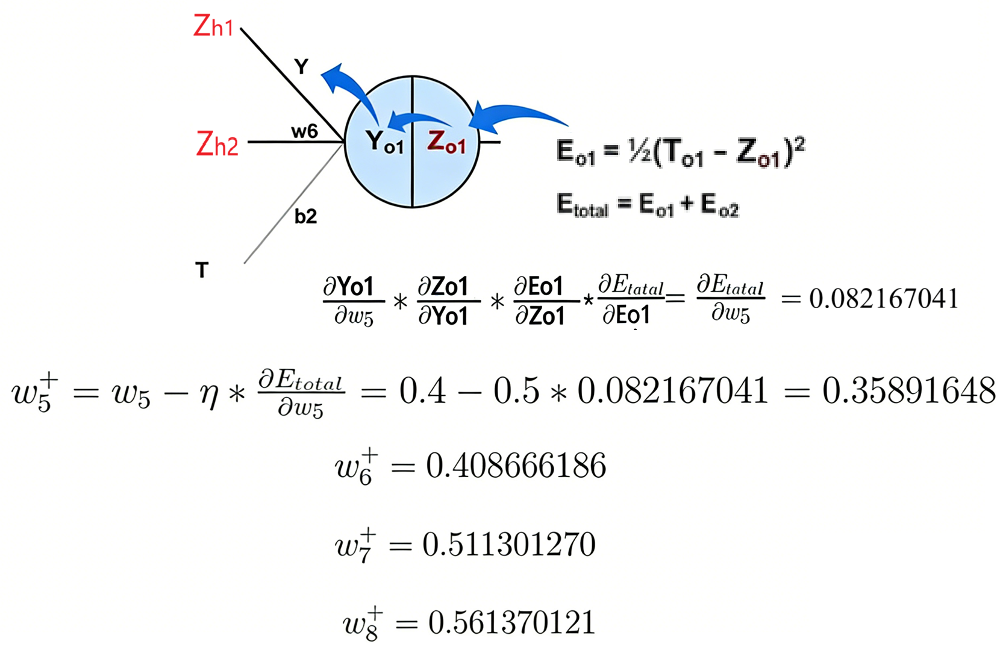 Zh1
Y
w6
Zh2
Yo1 Zo1
b2
T
Eo1 = ½(To1 - Zo1)²
Etotal = Eo1 + Eo2
∂Yo1/∂w5 * ∂Zo1/∂Yo1 * ∂Eo1/∂Zo1 * ∂Etatal/∂Eo1 = ∂Etatal/∂w5 = 0.082167041
w5⁺ = w5 − η * ∂Etotal/∂w5 = 0.4 − 0.5 * 0.082167041 = 0.35891648
w6⁺ = 0.408666186
w7⁺ = 0.511301270
w8⁺ = 0.561370121